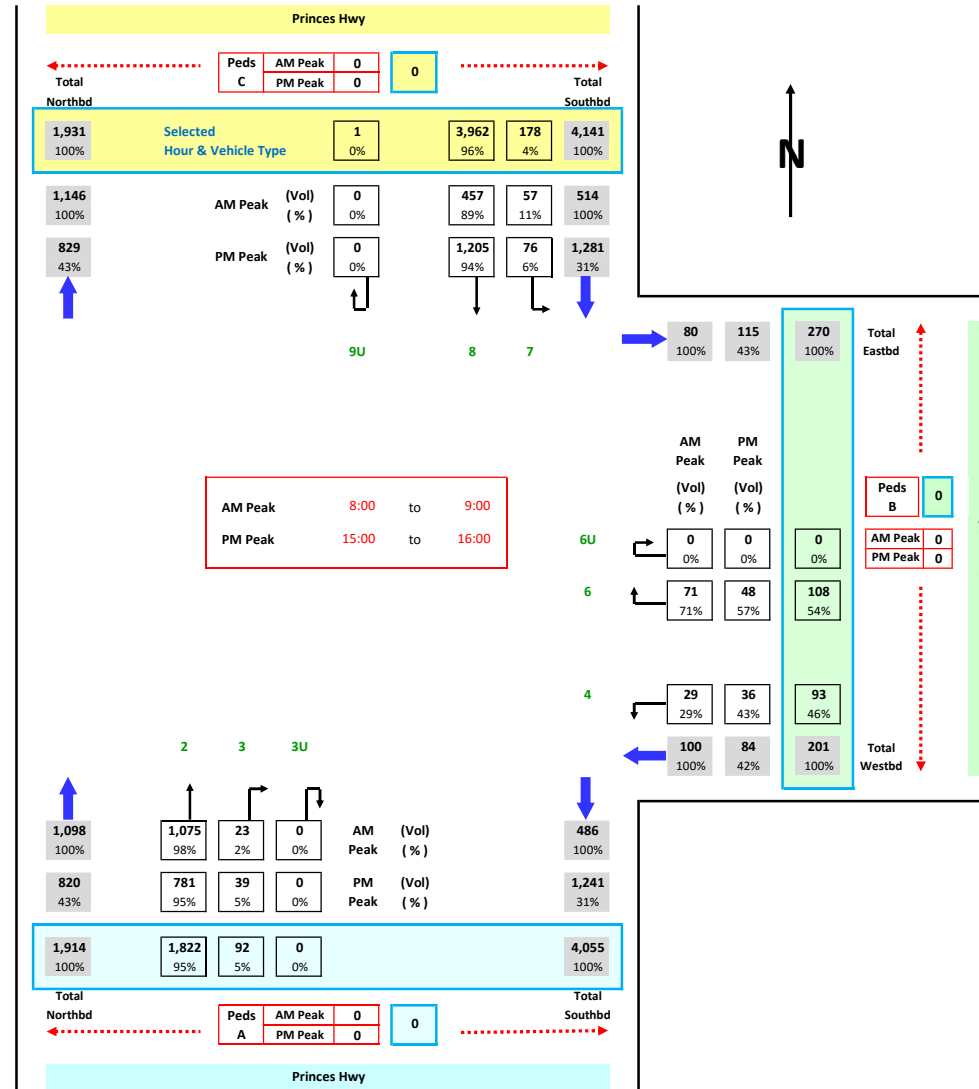 Princes Hwy
Peds AM Peak 0
C PM Peak 0
0
Total Northbd
Total Southbd
1,931 Selected 1 3,962 178 4,141
100% Hour & Vehicle Type 0% 96% 4% 100%
1,146 AM Peak (Vol) 0 457 57 514
100% ( % ) 0% 89% 11% 100%
829 PM Peak (Vol) 0 1,205 76 1,281
43% ( % ) 0% 94% 6% 31%
N
9U 8 7
80 115 270 Total
100% 43% 100% Eastbd
AM PM
Peak Peak
(Vol) (Vol)
( % ) ( % )
Peds 0
B
AM Peak 0
PM Peak 0
AM Peak 8:00 to 9:00
PM Peak 15:00 to 16:00
6U 0 0 0
0% 0% 0%
6 71 48 108
71% 57% 54%
4 29 36 93
29% 43% 46%
100 84 201 Total
100% 42% 100% Westbd
2 3 3U
1,098 1,075 23 0 AM (Vol) 486
100% 98% 2% 0% Peak ( % ) 100%
820 781 39 0 PM (Vol) 1,241
43% 95% 5% 0% Peak ( % ) 31%
1,914 1,822 92 0 4,055
100% 95% 5% 0% 100%
Total Northbd
Total Southbd
Peds AM Peak 0
A PM Peak 0
0
Princes Hwy